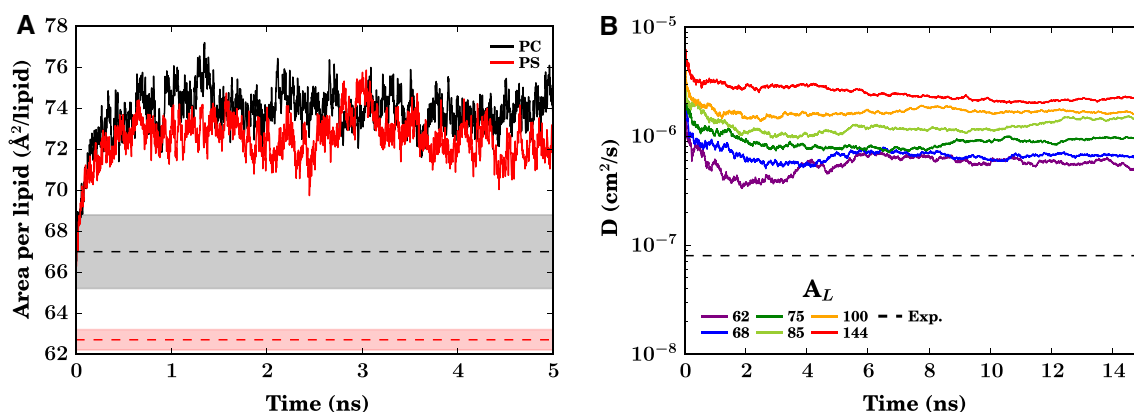 A
Area per lipid (Å²/lipid)
78
76
74
72
70
68
66
64
62
PC
PS
0 1 2 3 4 5
Time (ns)
B
D (cm²/s)
10⁻⁵
10⁻⁶
10⁻⁷
10⁻⁸
A_L
62 75 100 Exp.
68 85 144
0 2 4 6 8 10 12 14
Time (ns)